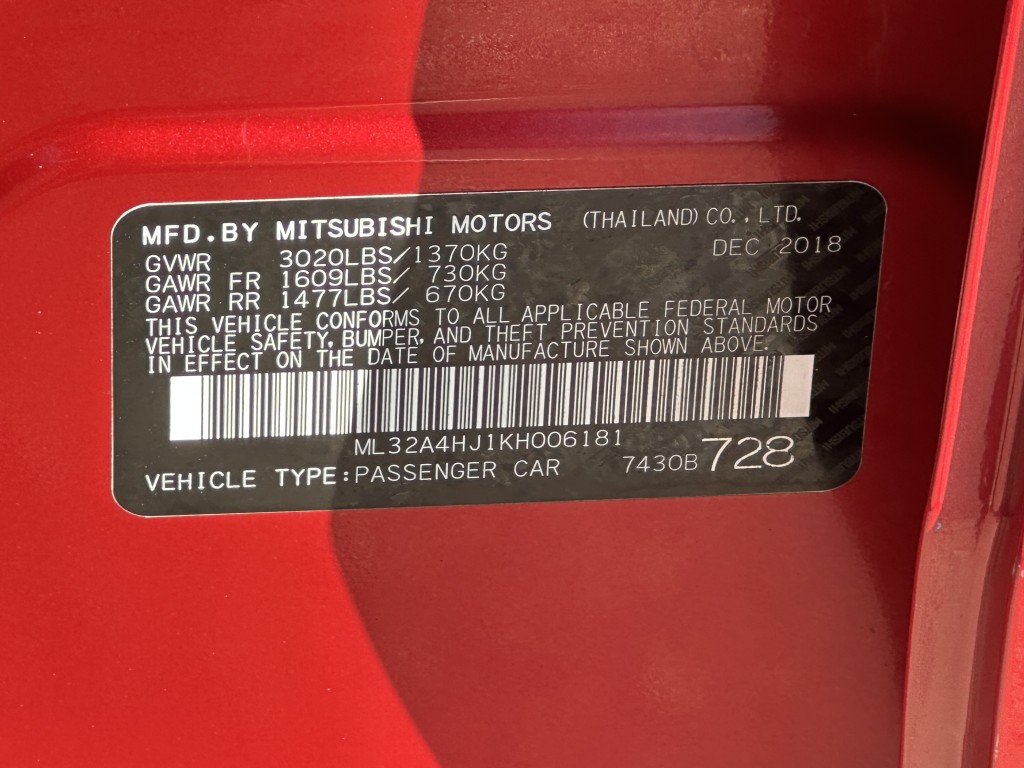 MFD.BY MITSUBISHI MOTORS (THAILAND) CO., LTD.
GVWR 3020LBS/1370KG DEC 2018
GAWR FR 1609LBS/ 730KG
GAWR RR 1477LBS/ 670KG
THIS VEHICLE CONFORMS TO ALL APPLICABLE FEDERAL MOTOR
VEHICLE SAFETY, BUMPER, AND THEFT PREVENTION STANDARDS
IN EFFECT ON THE DATE OF MANUFACTURE SHOWN ABOVE.
ML32A4HJ1KH006181
VEHICLE TYPE:PASSENGER CAR 7430B 728